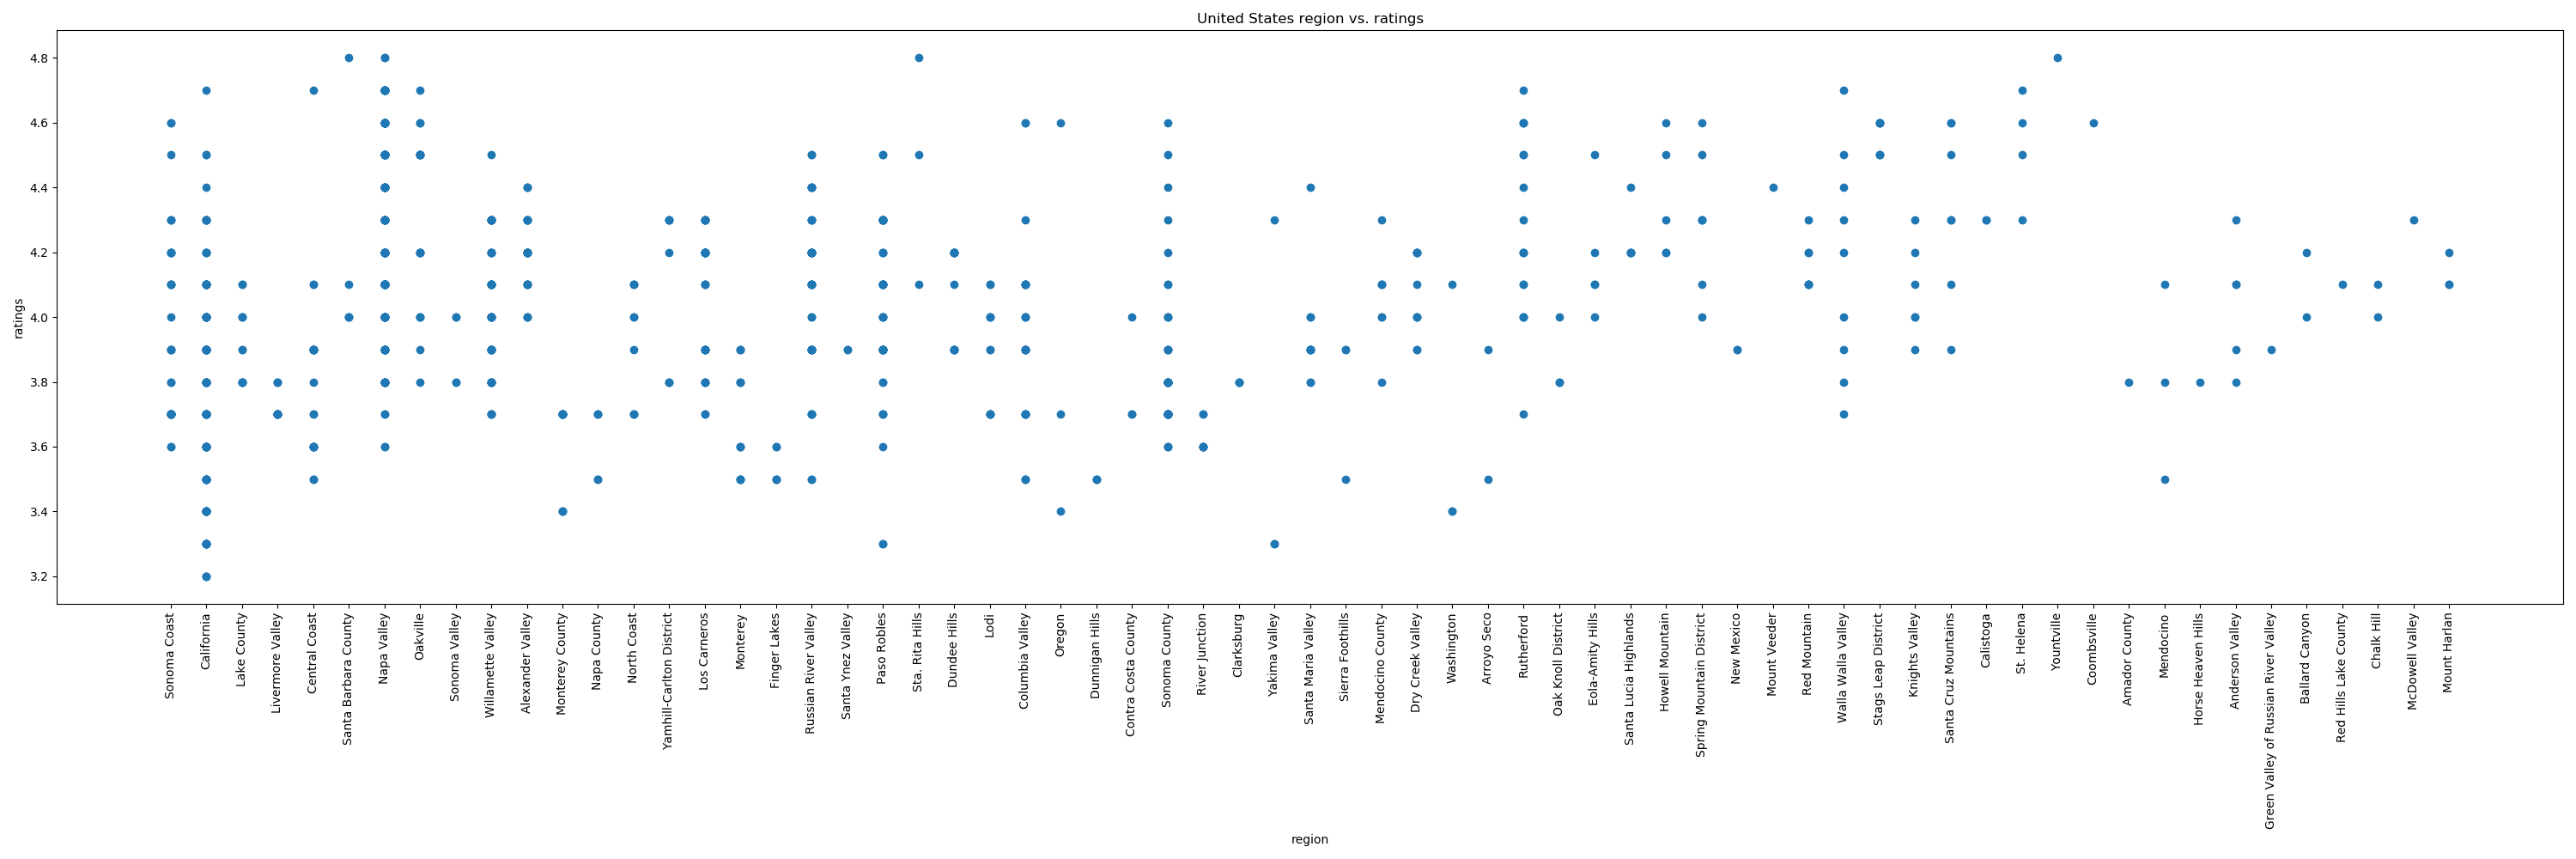 United States region vs. ratings
ratings
4.8
4.6
4.4
4.2
4.0
3.8
3.6
3.4
3.2
Sonoma Coast
California
Lake County
Livermore Valley
Central Coast
Santa Barbara County
Napa Valley
Oakville
Sonoma Valley
Willamette Valley
Alexander Valley
Monterey County
Napa County
North Coast
Yamhill-Carlton District
Los Carneros
Monterey
Finger Lakes
Russian River Valley
Santa Ynez Valley
Paso Robles
Sta. Rita Hills
Dundee Hills
Lodi
Columbia Valley
Oregon
Dunnigan Hills
Contra Costa County
Sonoma County
River Junction
Clarksburg
Yakima Valley
Santa Maria Valley
Sierra Foothills
Mendocino County
Dry Creek Valley
Washington
Arroyo Seco
Rutherford
Oak Knoll District
Eola-Amity Hills
Santa Lucia Highlands
Howell Mountain
Spring Mountain District
New Mexico
Mount Veeder
Red Mountain
Walla Walla Valley
Stags Leap District
Knights Valley
Santa Cruz Mountains
Calistoga
St. Helena
Yountville
Coombsville
Amador County
Mendocino
Horse Heaven Hills
Anderson Valley
Green Valley of Russian River Valley
Ballard Canyon
Red Hills Lake County
Chalk Hill
McDowell Valley
Mount Harlan
region